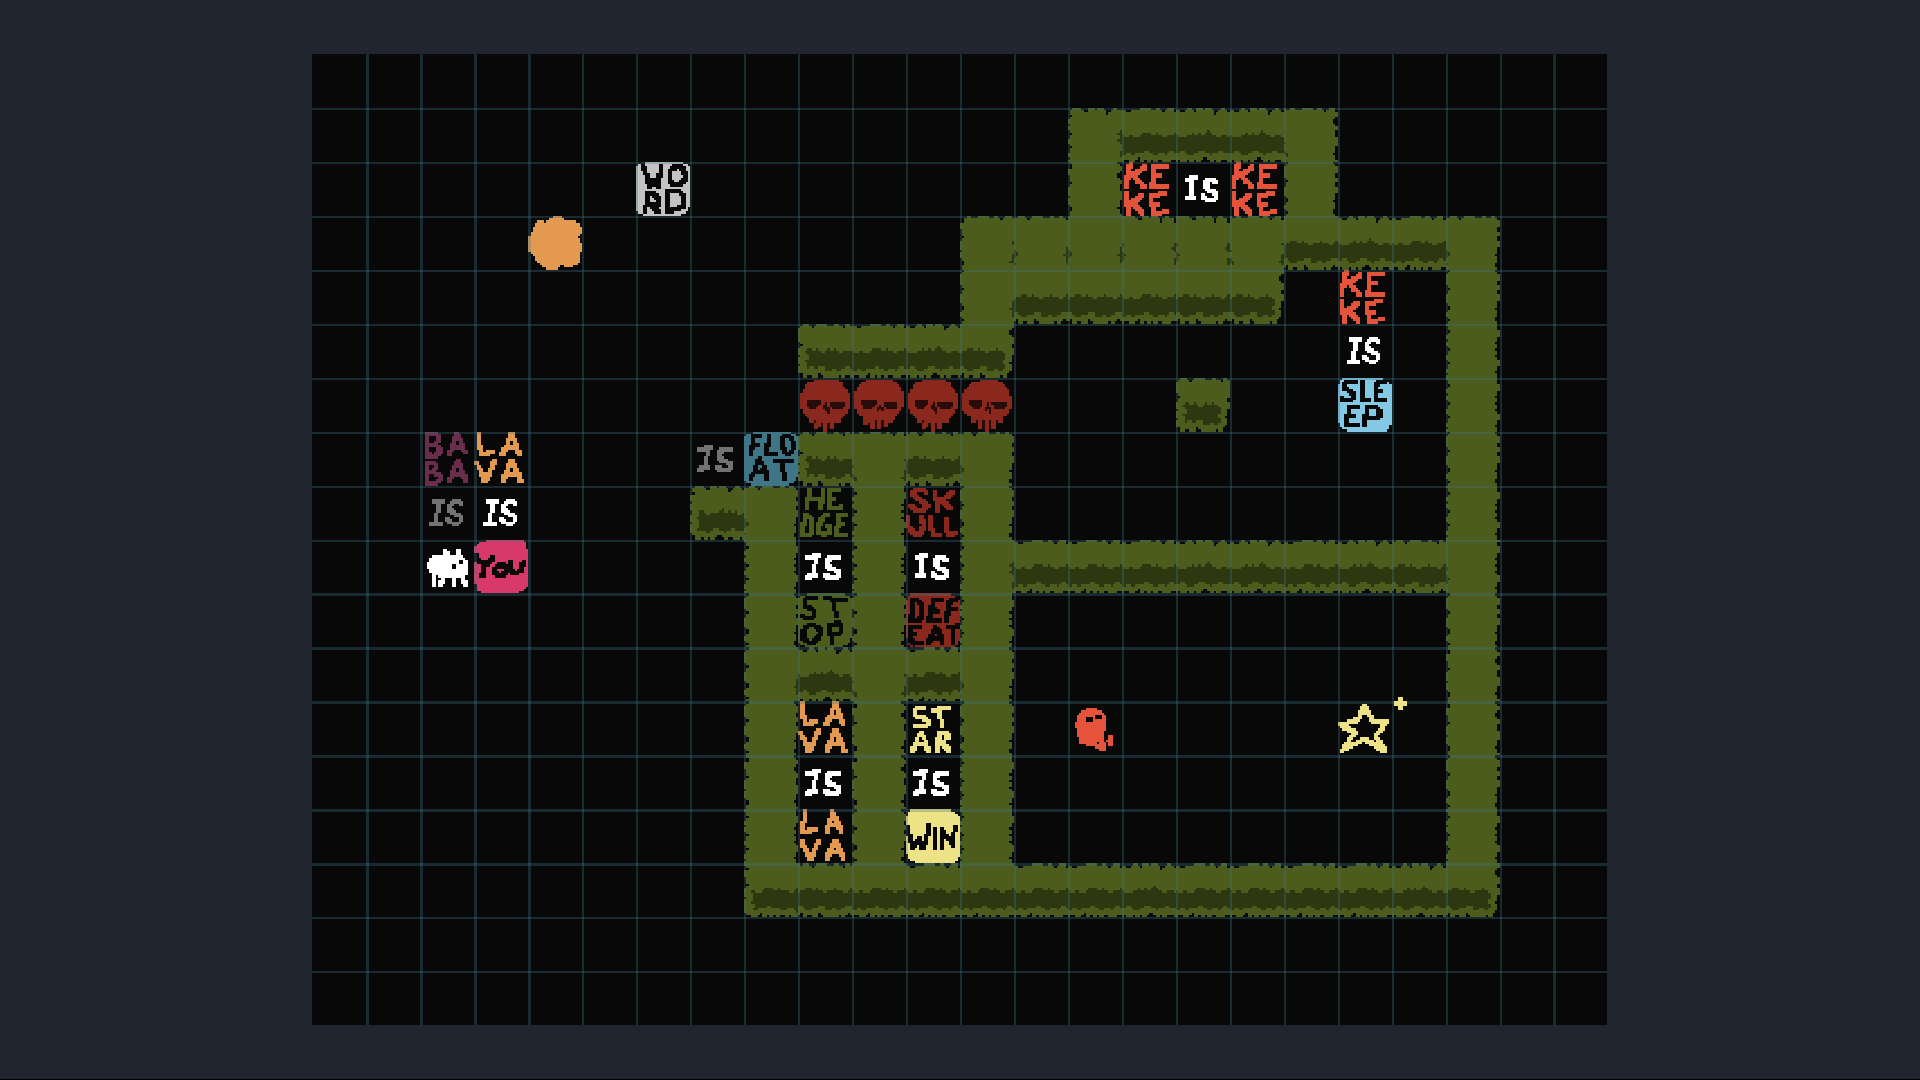 WORD
KEKE IS KEKE
KEKE
IS
SLEEP
BABA LAVA
IS FLOAT
IS IS
YOU
HEDGE
IS
STOP
SKULL
IS
DEFEAT
LAVA
IS
LAVA
STAR
IS
WIN